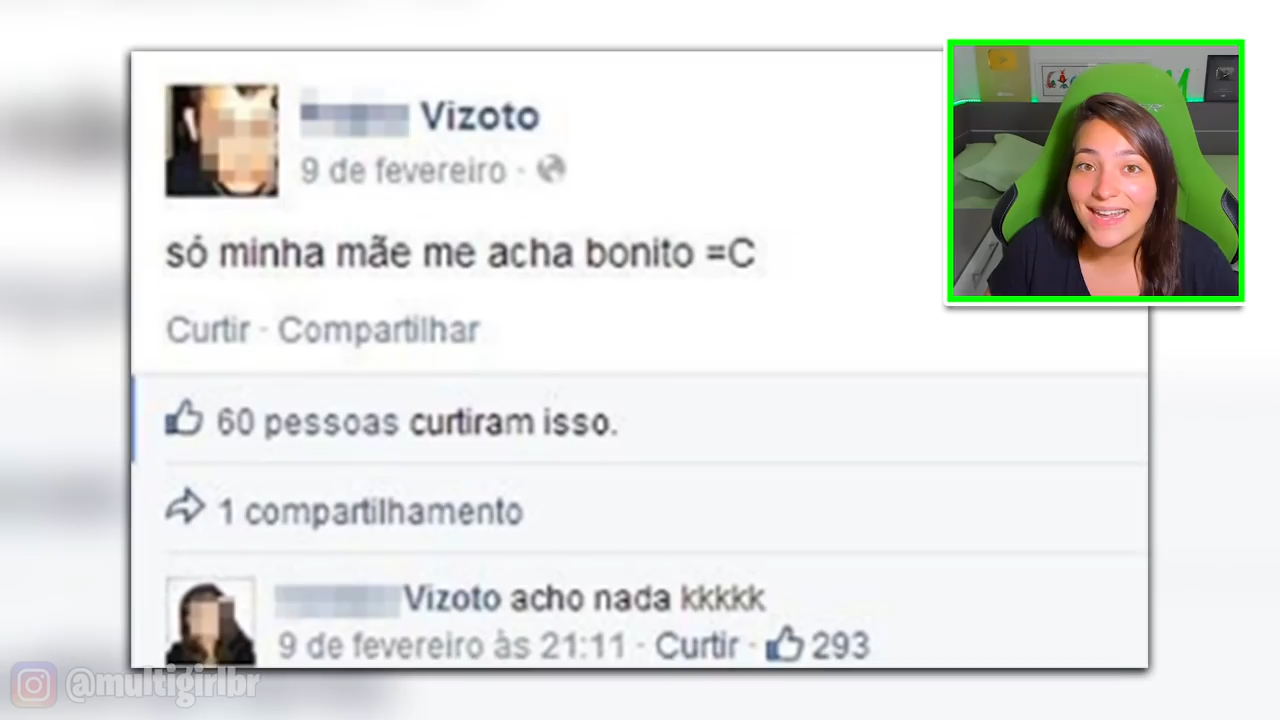 Vizoto
9 de fevereiro ·
só minha mãe me acha bonito =C
Curtir · Compartilhar
60 pessoas curtiram isso.
1 compartilhamento
Vizoto acho nada kkkkk
9 de fevereiro às 21:11 · Curtir · 293
@multigirlbr